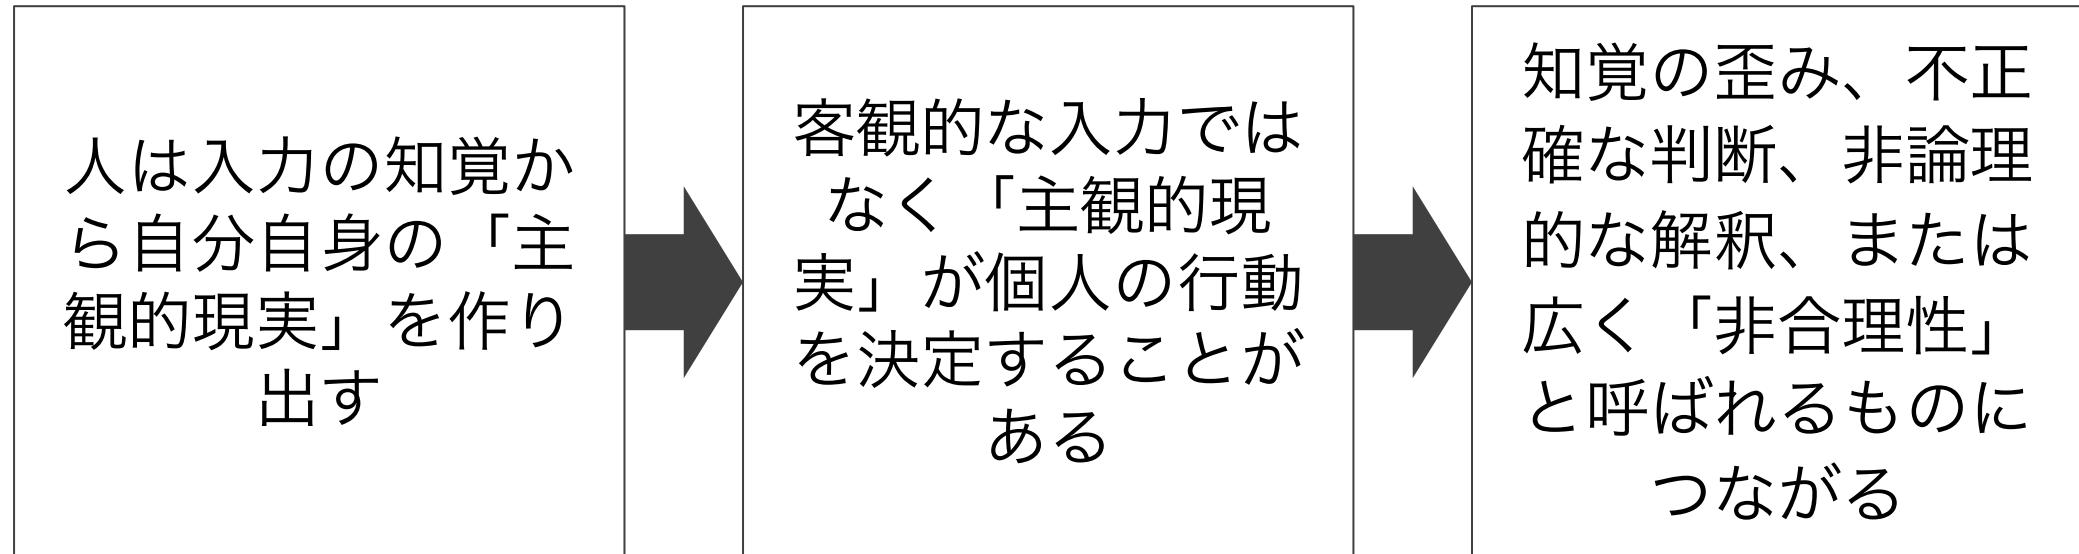 人は入力の知覚か
ら自分自身の「主
観的現実」を作り
出す
客観的な入力では
なく「主観的現
実」が個人の行動
を決定することが
ある
知覚の歪み、不正
確な判断、非論理
的な解釈、または
広く「非合理性」
と呼ばれるものに
つながる